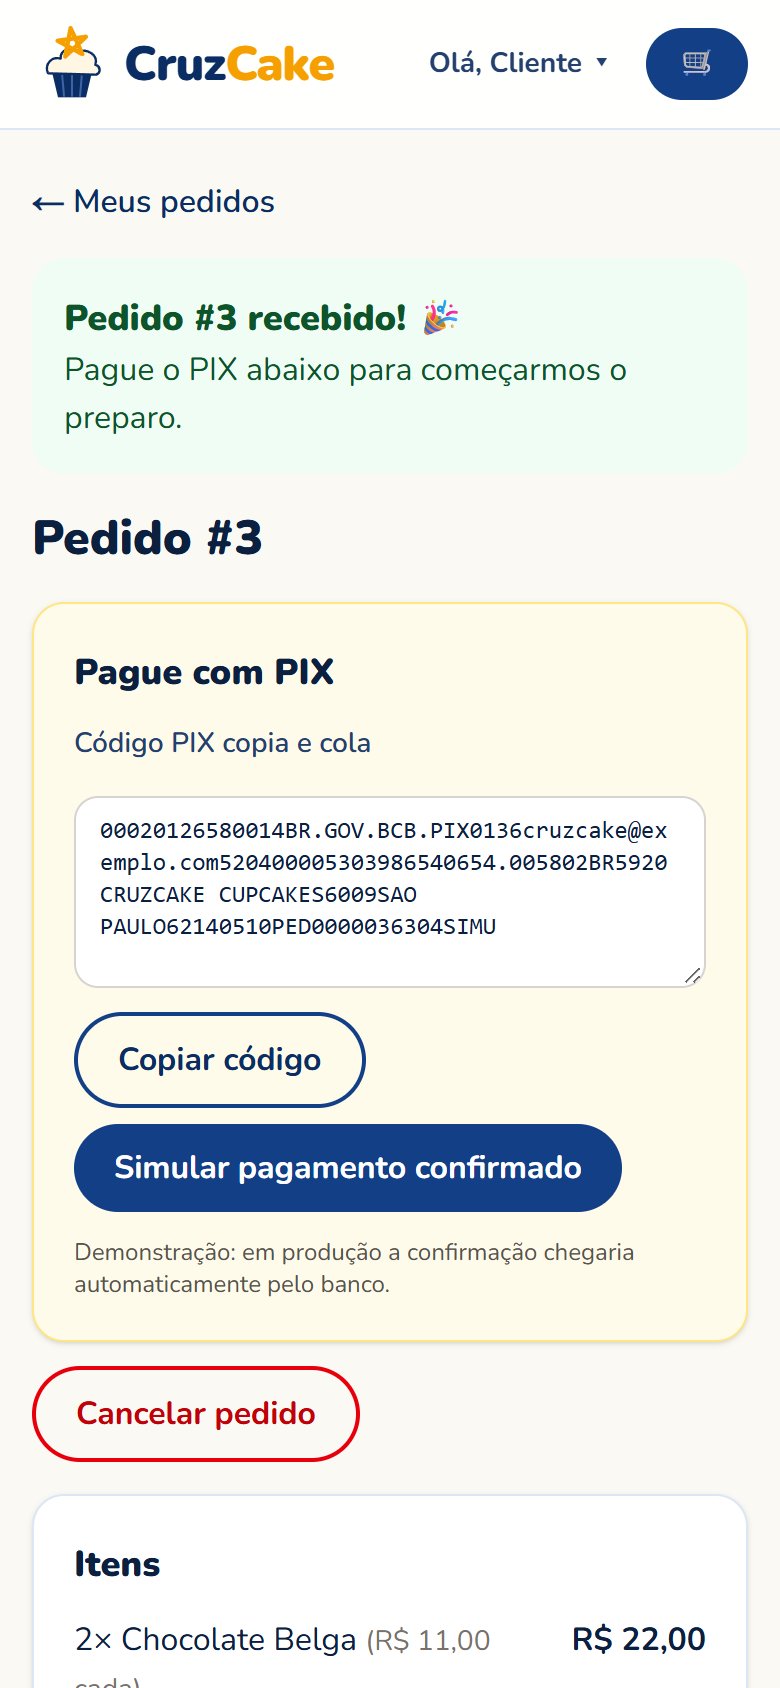 CruzCake
Olá, Cliente ▼
← Meus pedidos
Pedido #3 recebido! 🎉
Pague o PIX abaixo para começarmos o
preparo.
Pedido #3
Pague com PIX
Código PIX copia e cola
00020126580014BR.GOV.BCB.PIX0136cruzcake@ex
emplo.com520400005303986540654.005802BR5920
CRUZCAKE CUPCAKES6009SAO
PAULO62140510PED0000036304SIMU
Copiar código
Simular pagamento confirmado
Demonstração: em produção a confirmação chegaria
automaticamente pelo banco.
Cancelar pedido
Itens
2× Chocolate Belga (R$ 11,00 R$ 22,00
cada)